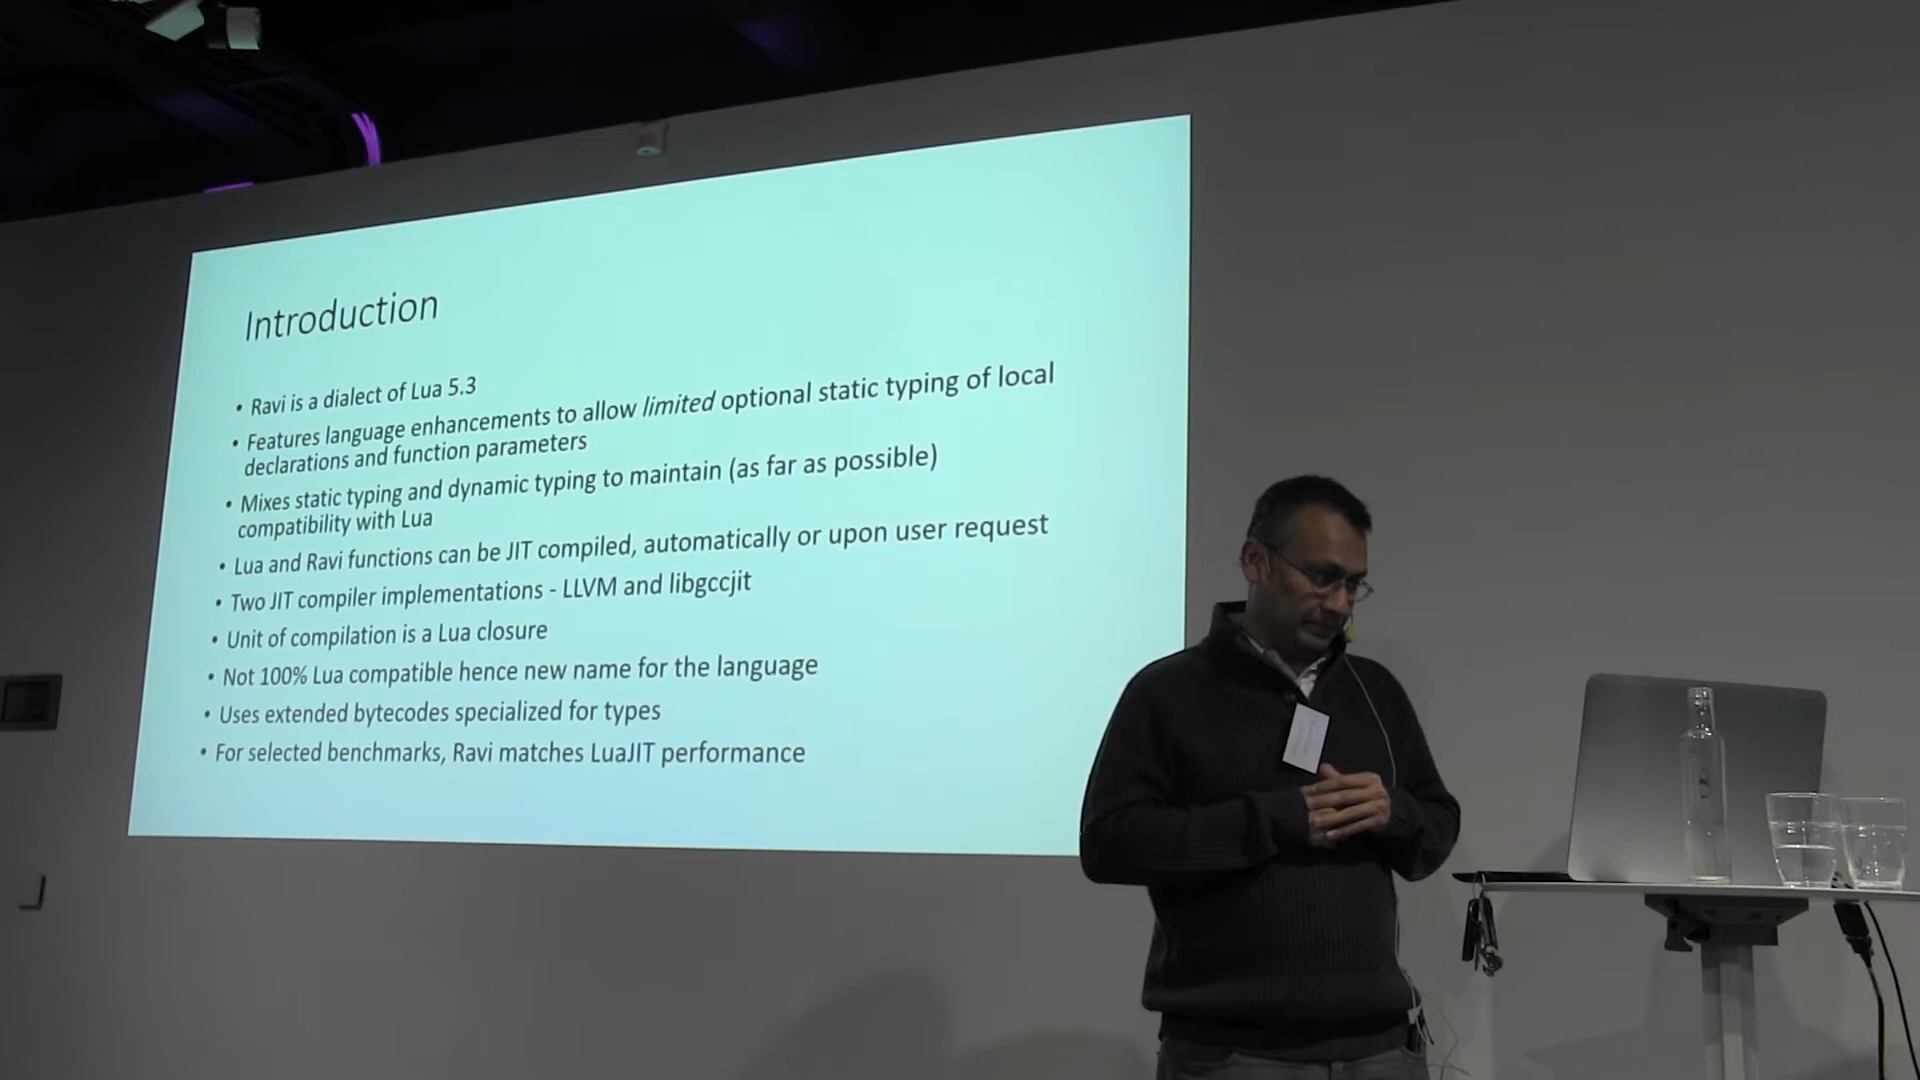 Introduction
• Ravi is a dialect of Lua 5.3
• Features language enhancements to allow limited optional static typing of local
declarations and function parameters
• Mixes static typing and dynamic typing to maintain (as far as possible)
compatibility with Lua
• Lua and Ravi functions can be JIT compiled, automatically or upon user request
• Two JIT compiler implementations - LLVM and libgccjit
• Unit of compilation is a Lua closure
• Not 100% Lua compatible hence new name for the language
• Uses extended bytecodes specialized for types
• For selected benchmarks, Ravi matches LuaJIT performance